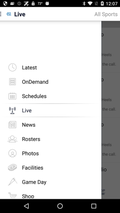 12:07
Live
All Sports
Latest
OnDemand
Schedules
Live
News
Rosters
Photos
Facilities
Game Day
Shop